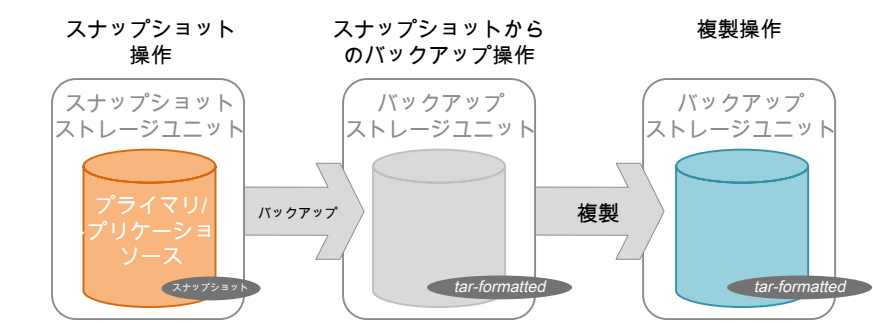 スナップショット
操作
スナップショットから
のバックアップ操作
複製操作
スナップショット
ストレージユニット
バックアップ
ストレージユニット
バックアップ
ストレージユニット
プライマリ/
プリケーショ
ソース
バックアップ
複製
スナップショット
tar-formatted
tar-formatted